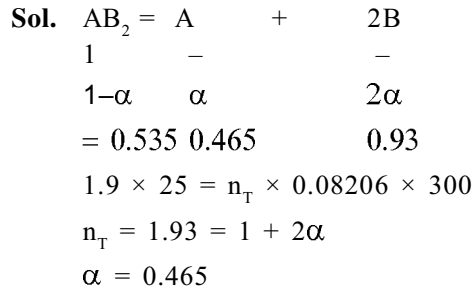 Sol. AB₂ = A + 2B
1 – –
1–α α 2α
= 0.535 0.465 0.93
1.9 × 25 = n_T × 0.08206 × 300
n_T = 1.93 = 1 + 2α
α = 0.465